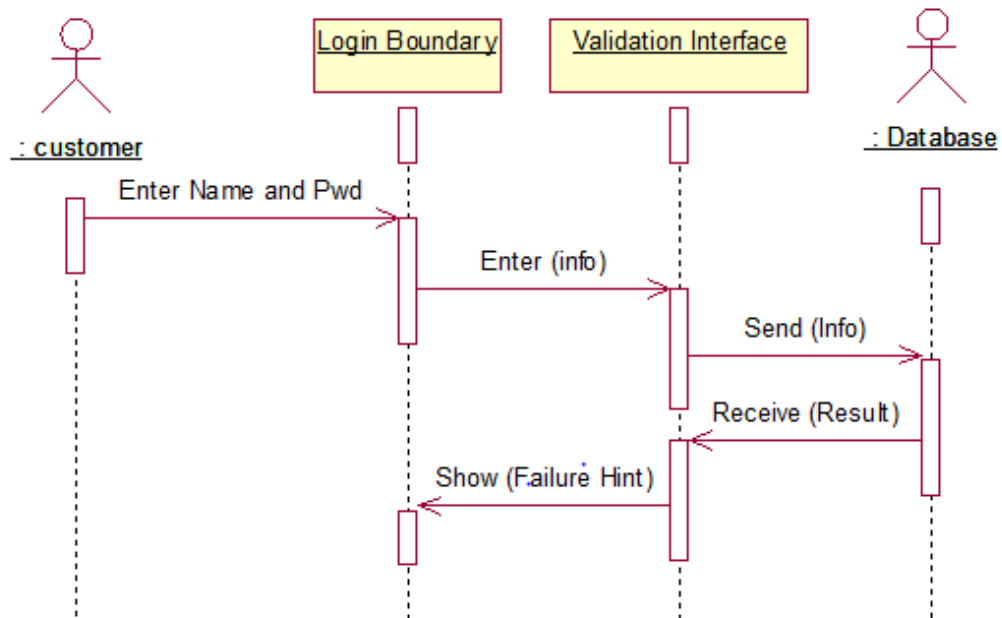 Login Boundary
Validation Interface
: customer
: Database
Enter Name and Pwd
Enter (info)
Send (Info)
Receive (Result)
Show (Failure Hint)